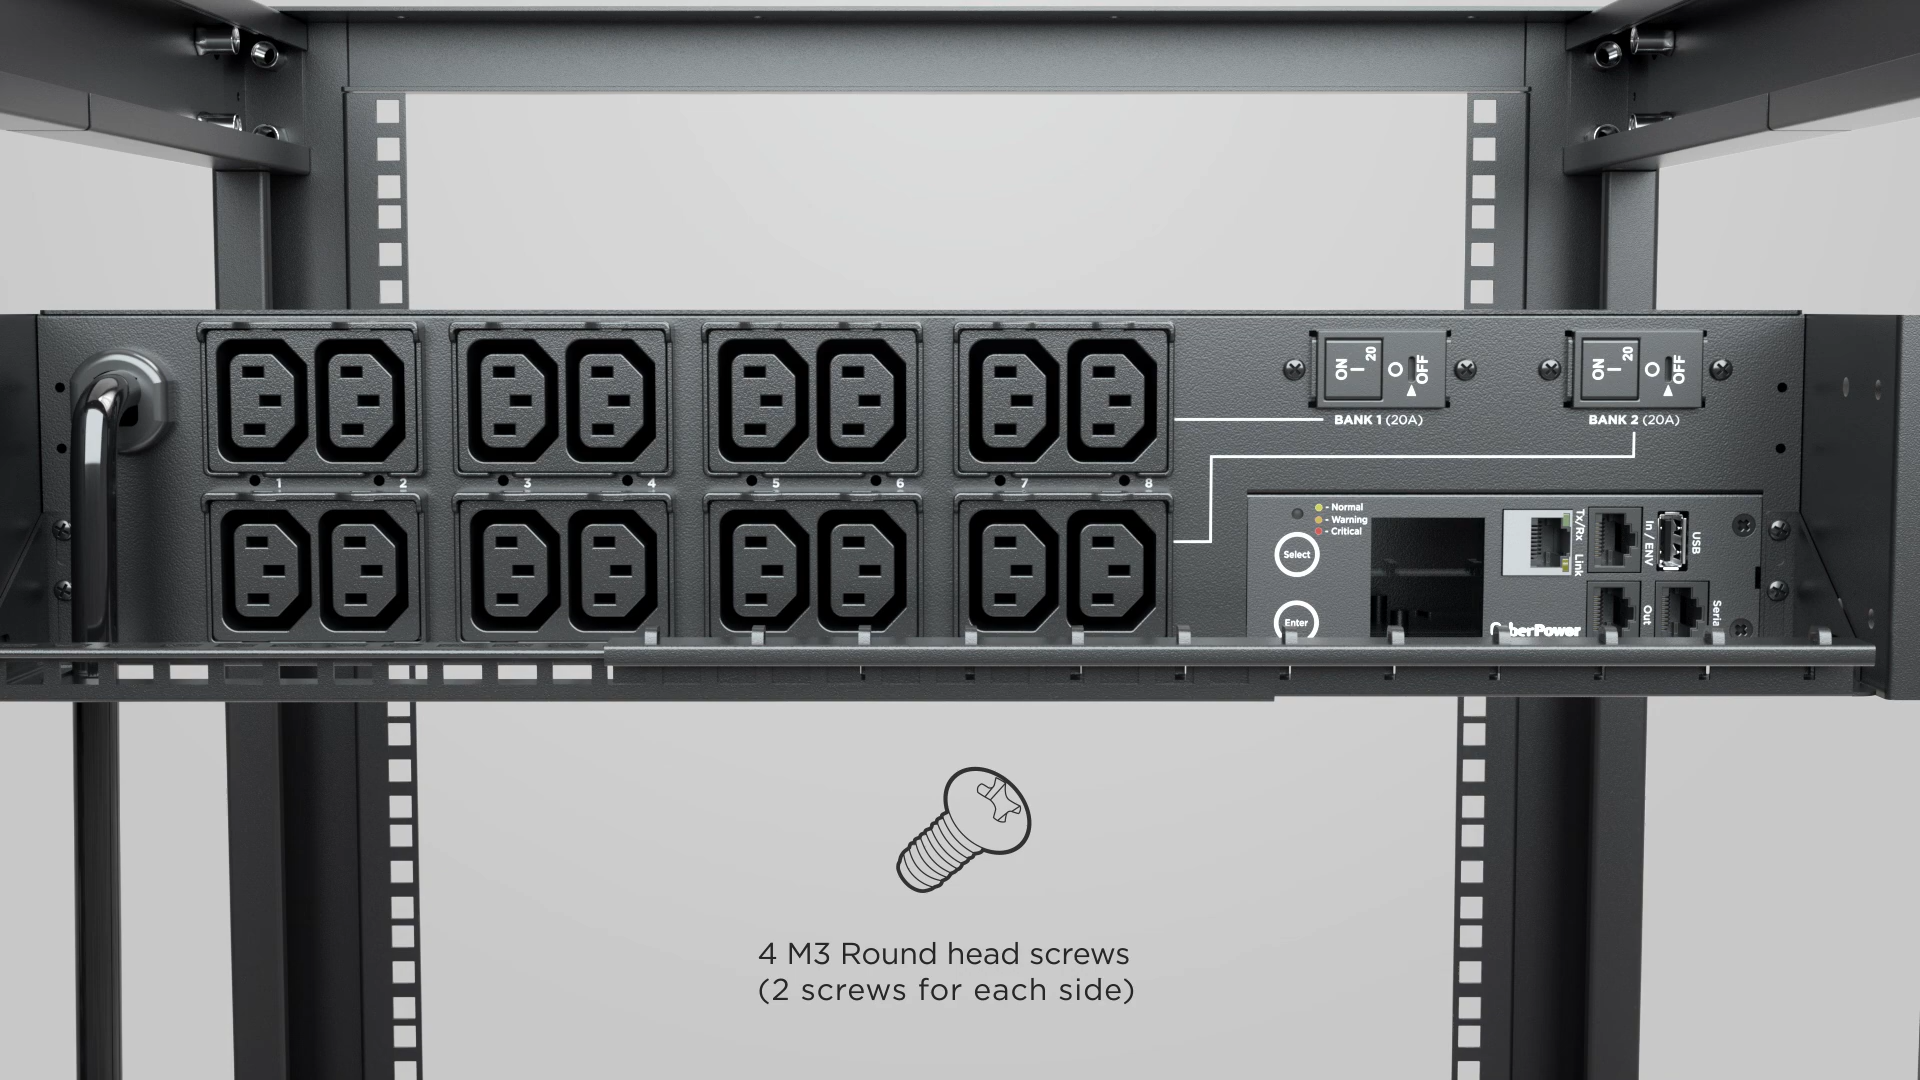 ON
I
20
O
OFF
ON
I
20
O
OFF
BANK 1 (20A)
BANK 2 (20A)
1
2
3
4
5
6
7
8
- Normal
- Warning
- Critical
Select
Enter
Tx/Rx
Link
In / ENV
USB
Out
4 M3 Round head screws
(2 screws for each side)